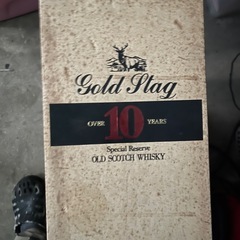 Gold Stag
OVER 10 YEARS
Special Reserve
OLD SCOTCH WHISKY